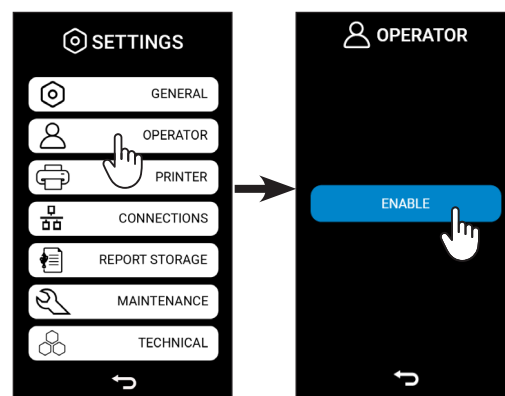 SETTINGS
GENERAL
OPERATOR
PRINTER
CONNECTIONS
REPORT STORAGE
MAINTENANCE
TECHNICAL
OPERATOR
ENABLE